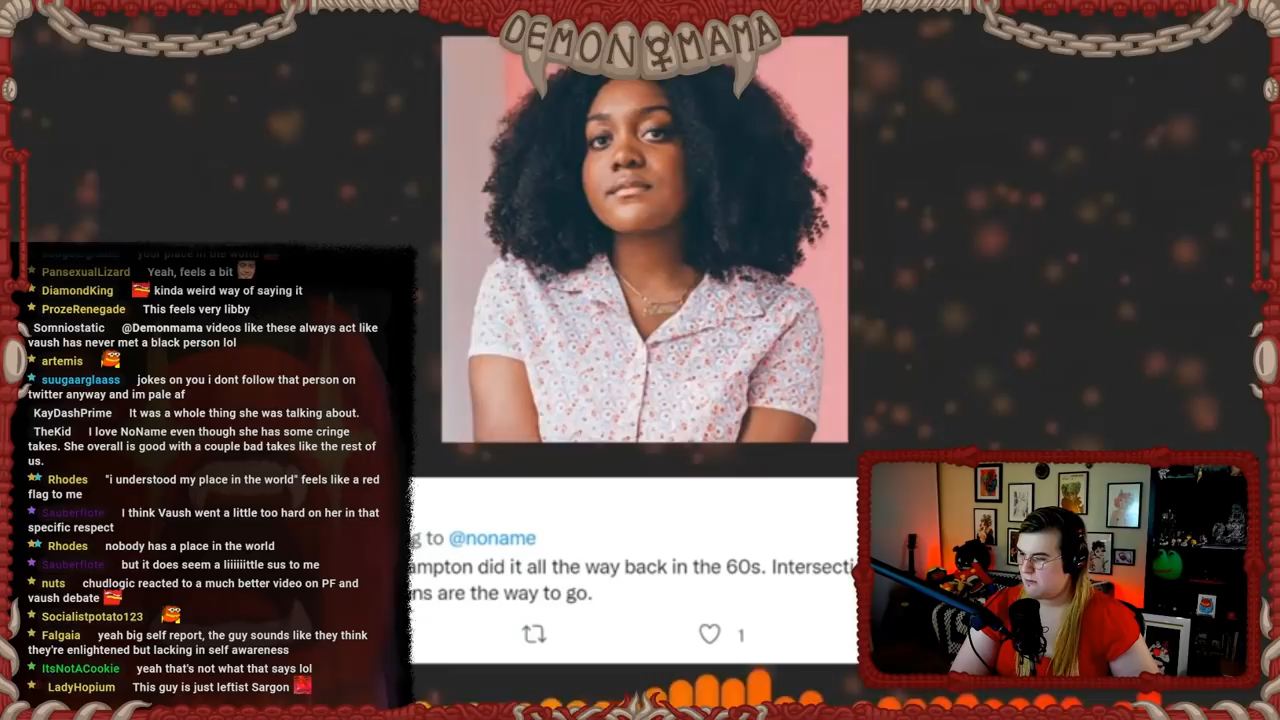 DEMON MAMA
your place in the world
PansexualLizard Yeah, feels a bit
DiamondKing kinda weird way of saying it
ProzeRenegade This feels very libby
Somniostatic @Demonmama videos like these always act like
vaush has never met a black person lol
artemis
suugaarglaass jokes on you i dont follow that person on
twitter anyway and im pale af
KayDashPrime It was a whole thing she was talking about.
TheKid I love NoName even though she has some cringe
takes. She overall is good with a couple bad takes like the rest of
us.
Rhodes "i understood my place in the world" feels like a red
flag to me
Sauberflote I think Vaush went a little too hard on her in that
specific respect
Rhodes nobody has a place in the world
Sauberflote but it does seem a liiiiiittle sus to me
nuts chudlogic reacted to a much better video on PF and
vaush debate
Socialistpotato123
Falgaia yeah big self report, the guy sounds like they think
they're enlightened but lacking in self awareness
ItsNotACookie yeah that's not what that says lol
LadyHopium This guy is just leftist Sargon
g to @noname
ampton did it all the way back in the 60s. Intersecti
ns are the way to go.
1